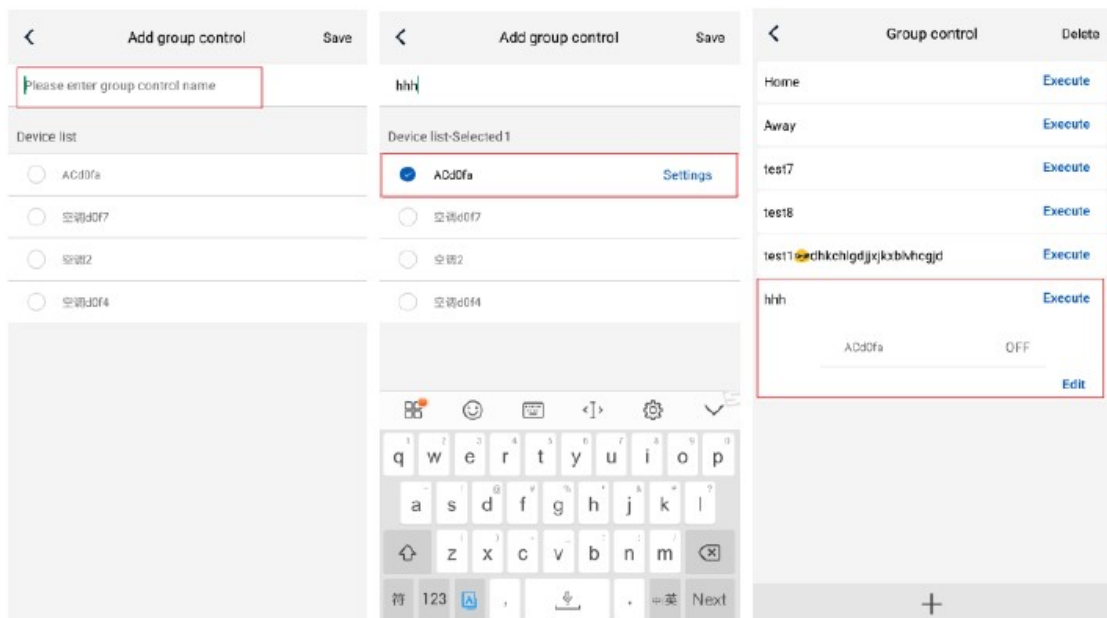 Add group control
Save
Please enter group control name
Device list
ACd0fa
空调d0f7
空调2
空调d0f4
Add group control
Save
hhh
Device list-Selected1
ACd0fa
Settings
空调d0f7
空调2
空调d0f4
q w e r t y u i o p
a s d f g h j k l
z x c v b n m
符 123 , . 中/英 Next
Group control
Delete
Home
Execute
Away
Execute
test7
Execute
test8
Execute
test1😎dhkchlgdjjxjkxblvhcgjd
Execute
hhh
Execute
ACd0fa
OFF
Edit
+